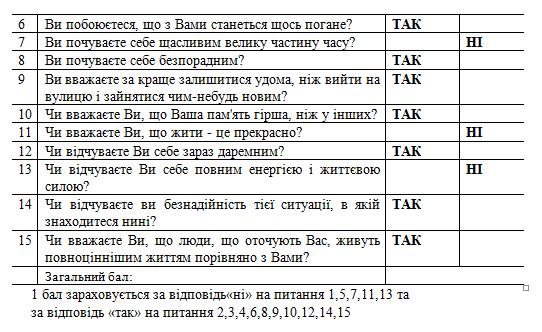 6 Ви побоюєтеся, що з Вами станеться щось погане? ТАК
7 Ви почуваєте себе щасливим велику частину часу? НІ
8 Ви почуваєте себе безпорадним? ТАК
9 Ви вважаєте за краще залишитися удома, ніж вийти на ТАК
вулицю і зайнятися чим-небудь новим?
10 Чи вважаєте Ви, що Ваша пам'ять гірша, ніж у інших? ТАК
11 Чи вважаєте Ви, що жити - це прекрасно? НІ
12 Чи відчуваєте Ви себе зараз даремним? ТАК
13 Чи відчуваєте Ви себе повним енергією і життєвою НІ
силою?
14 Чи відчуваєте ви безнадійність тієї ситуації, в якій ТАК
знаходитеся нині?
15 Чи вважаєте Ви, що люди, що оточують Вас, живуть ТАК
повноціннішим життям порівняно з Вами?
Загальний бал:
1 бал зараховується за відповідь«ні» на питання 1,5,7,11,13 та
за відповідь «так» на питання 2,3,4,6,8,9,10,12,14,15